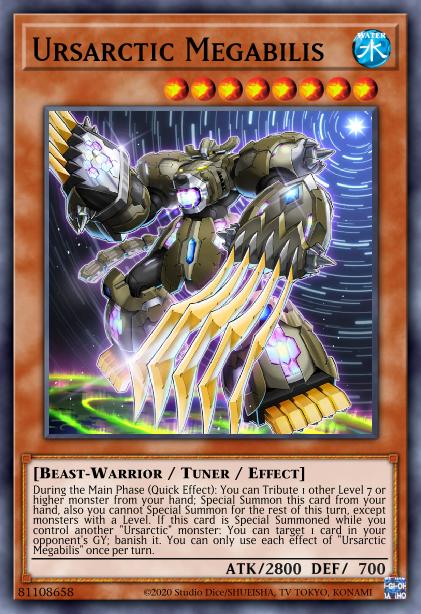 URSARCTIC MEGABILIS
WATER
水
[BEAST-WARRIOR / TUNER / EFFECT]
During the Main Phase (Quick Effect): You can Tribute 1 other Level 7 or
higher monster from your hand; Special Summon this card from your
hand, also you cannot Special Summon for the rest of this turn, except
monsters with a Level. If this card is Special Summoned while you
control another "Ursarctic" monster: You can target 1 card in your
opponent's GY; banish it. You can only use each effect of "Ursarctic
Megabilis" once per turn.
ATK/2800 DEF/ 700
81108658
©2020 Studio Dice/SHUEISHA, TV TOKYO, KONAMI